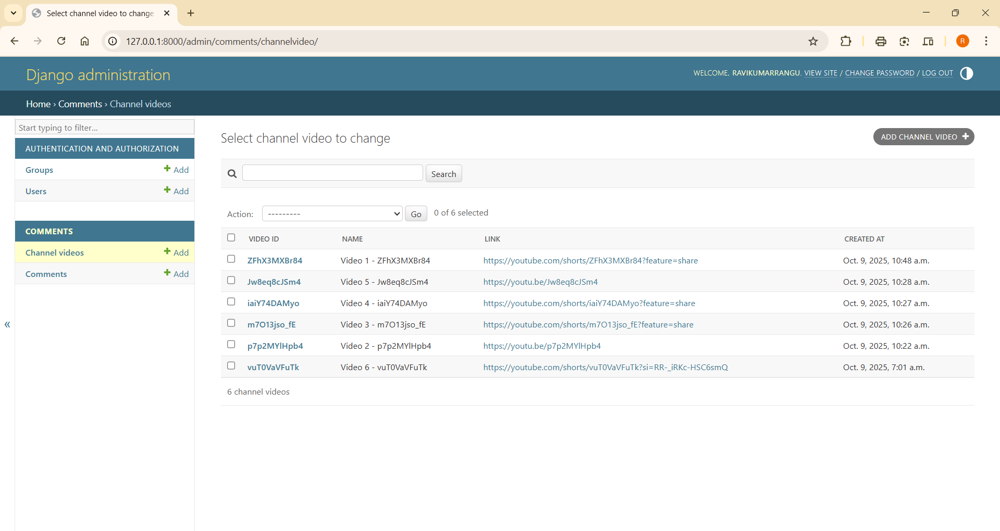 Select channel video to change
127.0.0.1:8000/admin/comments/channelvideo/
R
Django administration
WELCOME, RAVIKUMARRANGU. VIEW SITE / CHANGE PASSWORD / LOG OUT
Home › Comments › Channel videos
Start typing to filter...
AUTHENTICATION AND AUTHORIZATION
Groups + Add
Users + Add
COMMENTS
Channel videos + Add
Comments + Add
«
Select channel video to change
ADD CHANNEL VIDEO +
Search
Action: --------- Go 0 of 6 selected
VIDEO ID NAME LINK CREATED AT
ZFhX3MXBr84 Video 1 - ZFhX3MXBr84 https://youtube.com/shorts/ZFhX3MXBr84?feature=share Oct. 9, 2025, 10:48 a.m.
Jw8eq8cJSm4 Video 5 - Jw8eq8cJSm4 https://youtu.be/Jw8eq8cJSm4 Oct. 9, 2025, 10:28 a.m.
iaiY74DAMyo Video 4 - iaiY74DAMyo https://youtube.com/shorts/iaiY74DAMyo?feature=share Oct. 9, 2025, 10:27 a.m.
m7O13jso_fE Video 3 - m7O13jso_fE https://youtube.com/shorts/m7O13jso_fE?feature=share Oct. 9, 2025, 10:26 a.m.
p7p2MYlHpb4 Video 2 - p7p2MYlHpb4 https://youtu.be/p7p2MYlHpb4 Oct. 9, 2025, 10:22 a.m.
vuT0VaVFuTk Video 6 - vuT0VaVFuTk https://youtube.com/shorts/vuT0VaVFuTk?si=RR-_iRKc-HSC6smQ Oct. 9, 2025, 7:01 a.m.
6 channel videos